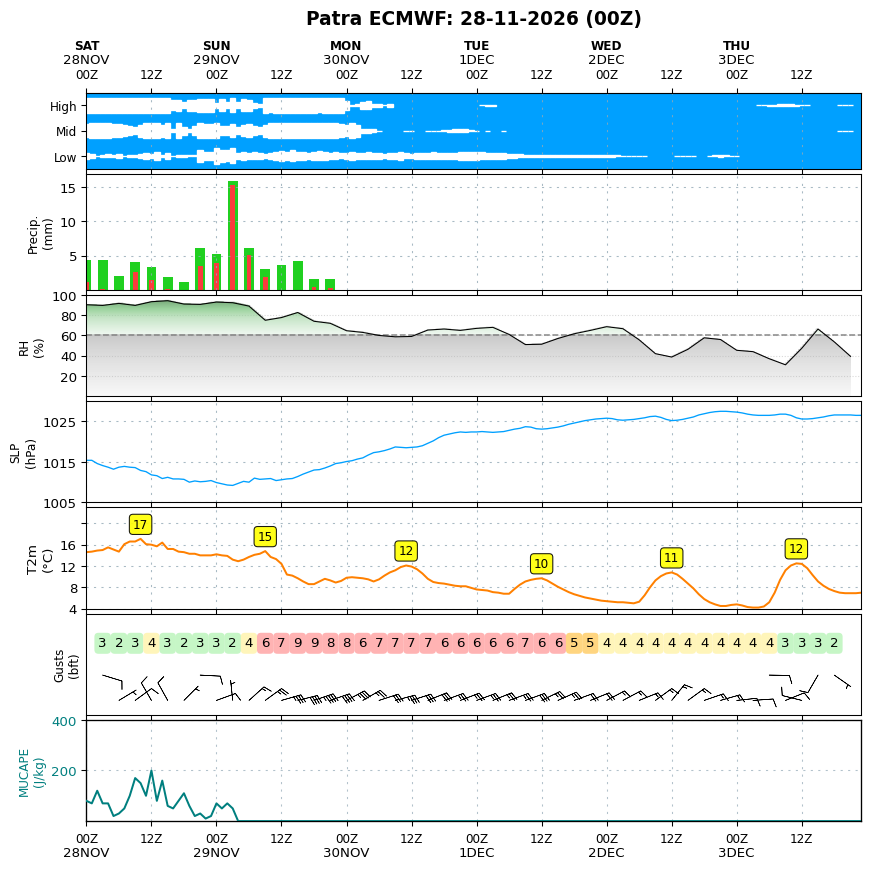 Patra ECMWF: 28-11-2026 (00Z)
SAT SUN MON TUE WED THU
28NOV 29NOV 30NOV 1DEC 2DEC 3DEC
00Z 12Z 00Z 12Z 00Z 12Z 00Z 12Z 00Z 12Z 00Z 12Z
High
Mid
Low
Precip.
(mm)
15
10
5
RH
(%)
100
80
60
40
20
SLP
(hPa)
1025
1015
1005
T2m
(°C)
16
12
8
4
17 15 12 10 11 12
Gusts
(bft)
3 2 3 4 3 2 3 3 2 4 6 7 9 9 8 8 6 7 7 7 7 6 6 6 6 6 7 6 6 5 5 4 4 4 4 4 4 4 4 4 4 4 3 3 3 2
MUCAPE
(J/kg)
400
200
00Z 12Z 00Z 12Z 00Z 12Z 00Z 12Z 00Z 12Z 00Z 12Z
28NOV 29NOV 30NOV 1DEC 2DEC 3DEC